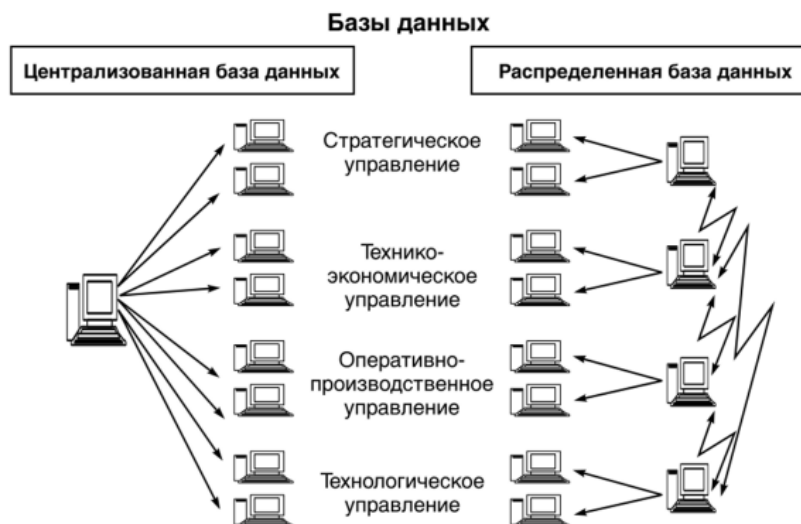 Базы данных
Централизованная база данных
Распределенная база данных
Стратегическое
управление
Технико-
экономическое
управление
Оперативно-
производственное
управление
Технологическое
управление